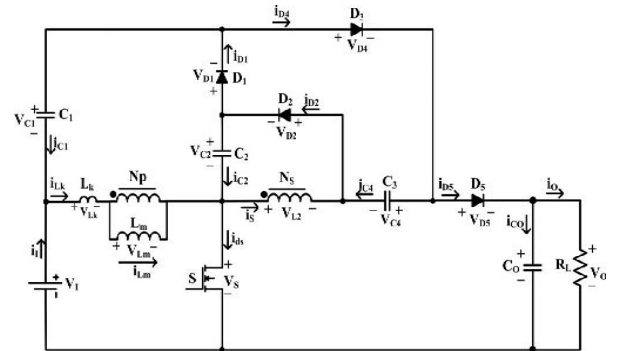 iD4
D3
+ VD4 −
iD1
VD1 D1
+
D2 iD2
− VD2 +
+
VC1 C1
−
iC1
+
VC2 C2
−
iC2
iLk Lk Np
+ VLk −
Lm
+ VLm −
iLm
NS
iS + VL2 −
iC4 C3
− VC4 +
iD5 D5
+ VD5 −
iO
iCO
iI
+ V1
−
ids
S + VS −
CO + −
RL + VO −